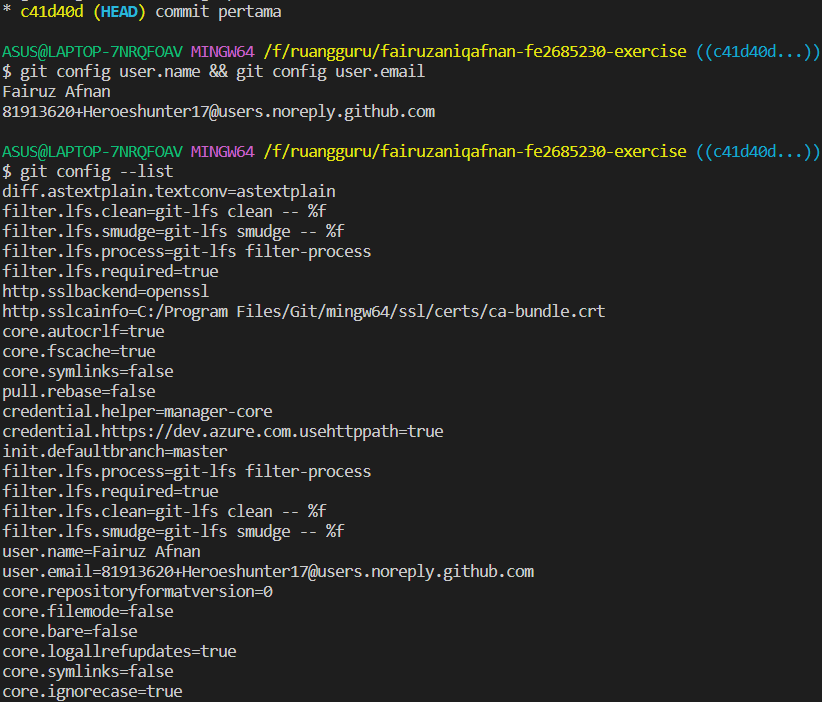 * c41d40d (HEAD) commit pertama
ASUS@LAPTOP-7NRQFOAV MINGW64 /f/ruangguru/fairuzaniqafnan-fe2685230-exercise ((c41d40d...))
$ git config user.name && git config user.email
Fairuz Afnan
81913620+Heroeshunter17@users.noreply.github.com
ASUS@LAPTOP-7NRQFOAV MINGW64 /f/ruangguru/fairuzaniqafnan-fe2685230-exercise ((c41d40d...))
$ git config --list
diff.astextplain.textconv=astextplain
filter.lfs.clean=git-lfs clean -- %f
filter.lfs.smudge=git-lfs smudge -- %f
filter.lfs.process=git-lfs filter-process
filter.lfs.required=true
http.sslbackend=openssl
http.sslcainfo=C:/Program Files/Git/mingw64/ssl/certs/ca-bundle.crt
core.autocrlf=true
core.fscache=true
core.symlinks=false
pull.rebase=false
credential.helper=manager-core
credential.https://dev.azure.com.usehttppath=true
init.defaultbranch=master
filter.lfs.process=git-lfs filter-process
filter.lfs.required=true
filter.lfs.clean=git-lfs clean -- %f
filter.lfs.smudge=git-lfs smudge -- %f
user.name=Fairuz Afnan
user.email=81913620+Heroeshunter17@users.noreply.github.com
core.repositoryformatversion=0
core.filemode=false
core.bare=false
core.logallrefupdates=true
core.symlinks=false
core.ignorecase=true